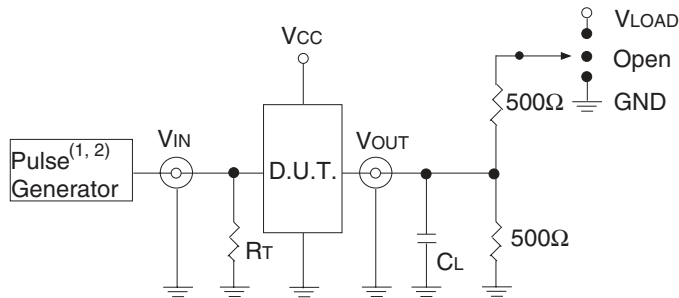 VLOAD
VCC
Open
500Ω
GND
VIN
VOUT
Pulse(1, 2)
Generator
D.U.T.
RT
CL
500Ω